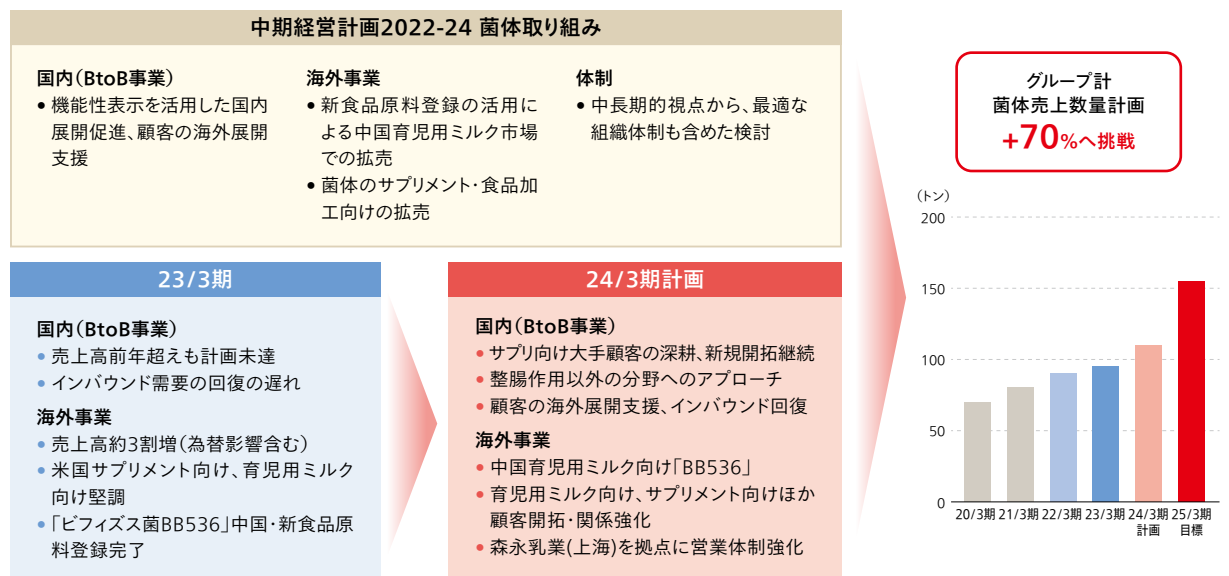 中期経営計画2022-24 菌体取り組み
国内（BtoB事業）
• 機能性表示を活用した国内
展開促進、顧客の海外展開
支援
海外事業
• 新食品原料登録の活用に
よる中国育児用ミルク市場
での拡売
• 菌体のサプリメント・食品加
工向けの拡売
体制
• 中長期的視点から、最適な
組織体制も含めた検討
23/3期
国内（BtoB事業）
• 売上高前年超えも計画未達
• インバウンド需要の回復の遅れ
海外事業
• 売上高約3割増（為替影響含む）
• 米国サプリメント向け、育児用ミルク
向け堅調
• 「ビフィズス菌BB536」中国・新食品原
料登録完了
24/3期計画
国内（BtoB事業）
• サプリ向け大手顧客の深耕、新規開拓継続
• 整腸作用以外の分野へのアプローチ
• 顧客の海外展開支援、インバウンド回復
海外事業
• 中国育児用ミルク向け「BB536」
• 育児用ミルク向け、サプリメント向けほか
顧客開拓・関係強化
• 森永乳業(上海)を拠点に営業体制強化
グループ計
菌体売上数量計画
+70%へ挑戦
（トン）
200
150
100
50
0
20/3期 21/3期 22/3期 23/3期 24/3期 25/3期
計画 目標